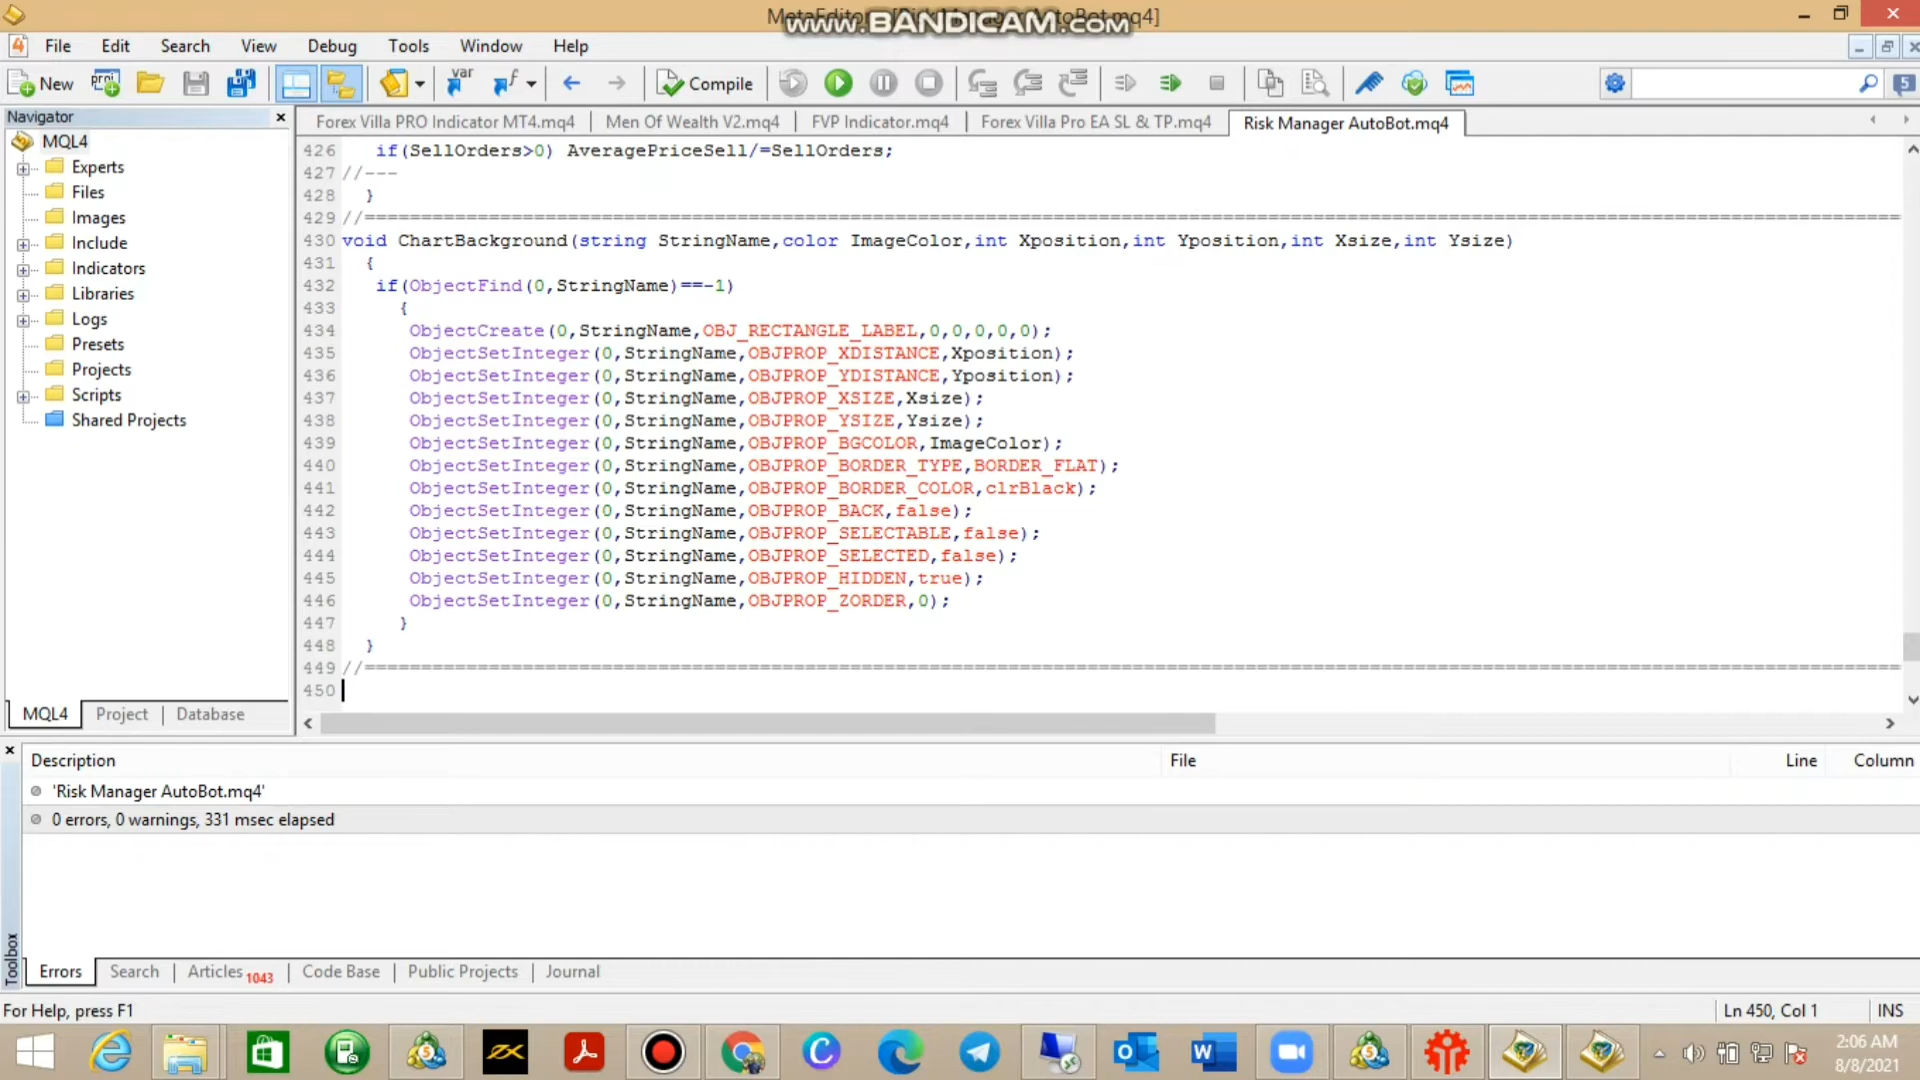 MetaEditor - [Risk Manager AutoBot.mq4]
www.BANDICAM.com
File Edit Search View Debug Tools Window Help
New Compile 5
Navigator
Forex Villa PRO Indicator MT4.mq4 Men Of Wealth V2.mq4 FVP Indicator.mq4 Forex Villa Pro EA SL & TP.mq4 Risk Manager AutoBot.mq4
MQL4
Experts
Files
Images
Include
Indicators
Libraries
Logs
Presets
Projects
Scripts
Shared Projects
MQL4 Project Database
426 if(SellOrders>0) AveragePriceSell/=SellOrders;
427 //---
428 }
429 //==================================================
430 void ChartBackground(string StringName,color ImageColor,int Xposition,int Yposition,int Xsize,int Ysize)
431 {
432 if(ObjectFind(0,StringName)==-1)
433 {
434 ObjectCreate(0,StringName,OBJ_RECTANGLE_LABEL,0,0,0,0,0);
435 ObjectSetInteger(0,StringName,OBJPROP_XDISTANCE,Xposition);
436 ObjectSetInteger(0,StringName,OBJPROP_YDISTANCE,Yposition);
437 ObjectSetInteger(0,StringName,OBJPROP_XSIZE,Xsize);
438 ObjectSetInteger(0,StringName,OBJPROP_YSIZE,Ysize);
439 ObjectSetInteger(0,StringName,OBJPROP_BGCOLOR,ImageColor);
440 ObjectSetInteger(0,StringName,OBJPROP_BORDER_TYPE,BORDER_FLAT);
441 ObjectSetInteger(0,StringName,OBJPROP_BORDER_COLOR,clrBlack);
442 ObjectSetInteger(0,StringName,OBJPROP_BACK,false);
443 ObjectSetInteger(0,StringName,OBJPROP_SELECTABLE,false);
444 ObjectSetInteger(0,StringName,OBJPROP_SELECTED,false);
445 ObjectSetInteger(0,StringName,OBJPROP_HIDDEN,true);
446 ObjectSetInteger(0,StringName,OBJPROP_ZORDER,0);
447 }
448 }
449 //==================================================
450
Description File Line Column
'Risk Manager AutoBot.mq4'
0 errors, 0 warnings, 331 msec elapsed
Toolbox
Errors Search Articles 1043 Code Base Public Projects Journal
For Help, press F1 Ln 450, Col 1 INS
2:06 AM
8/8/2021